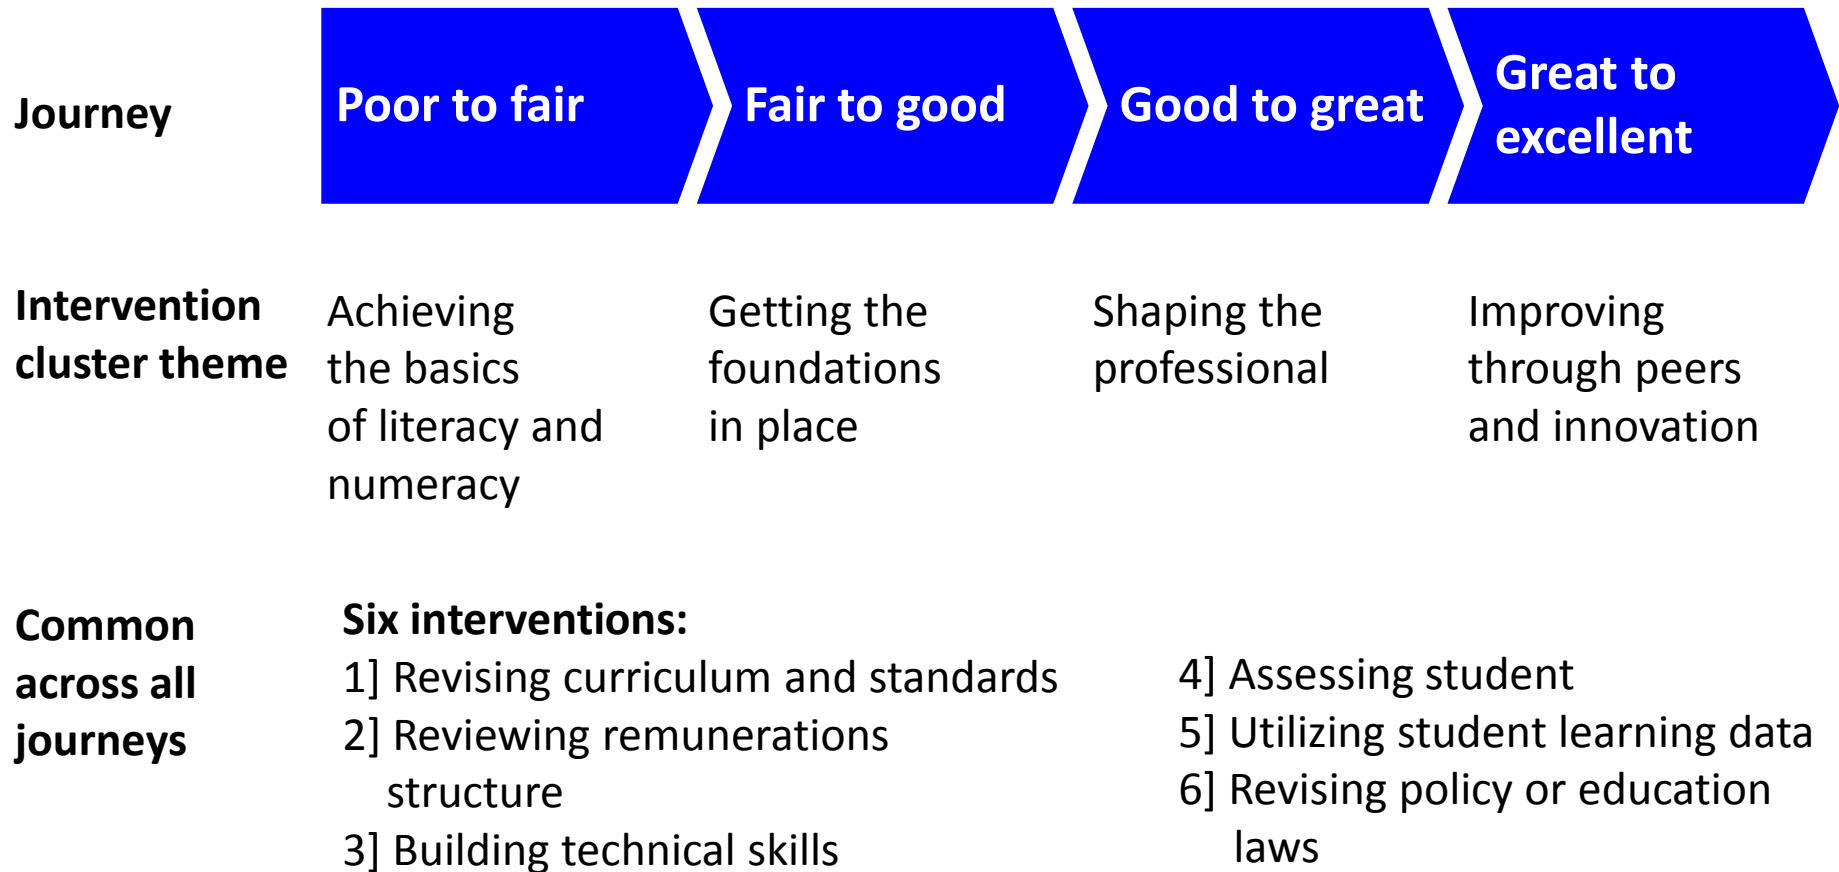 Journey
Poor to fair
Fair to good
Good to great
Great to
excellent
Intervention
cluster theme
Achieving
the basics
of literacy and
numeracy
Getting the
foundations
in place
Shaping the
professional
Improving
through peers
and innovation
Common
across all
journeys
Six interventions:
1] Revising curriculum and standards
2] Reviewing remunerations
structure
3] Building technical skills
4] Assessing student
5] Utilizing student learning data
6] Revising policy or education
laws